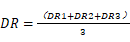 DR = （DR1+DR2+DR3）/3